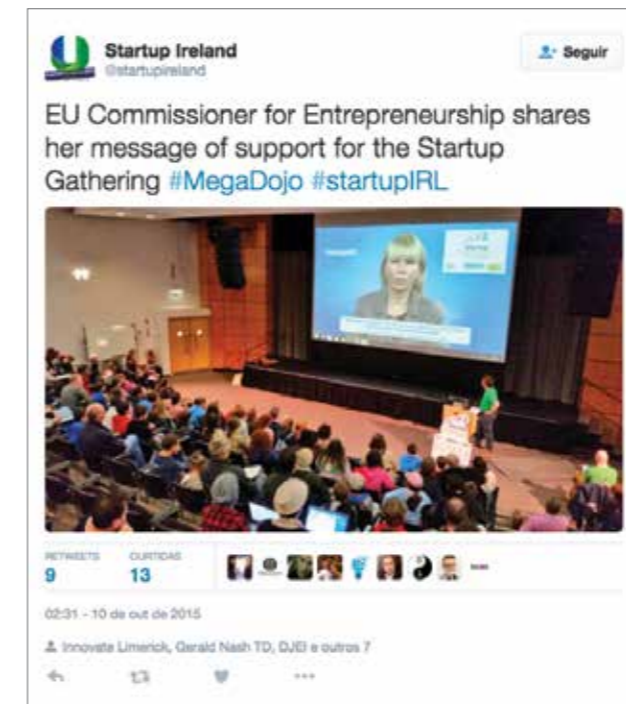 Startup Ireland
@startupireland
Seguir
EU Commissioner for Entrepreneurship shares
her message of support for the Startup
Gathering #MegaDojo #startupIRL
RETWEETS
CURTIDAS
9
13
02:31 - 10 de out de 2015
Innovate Limerick, Gerald Nash TD, DJEI e outros 7